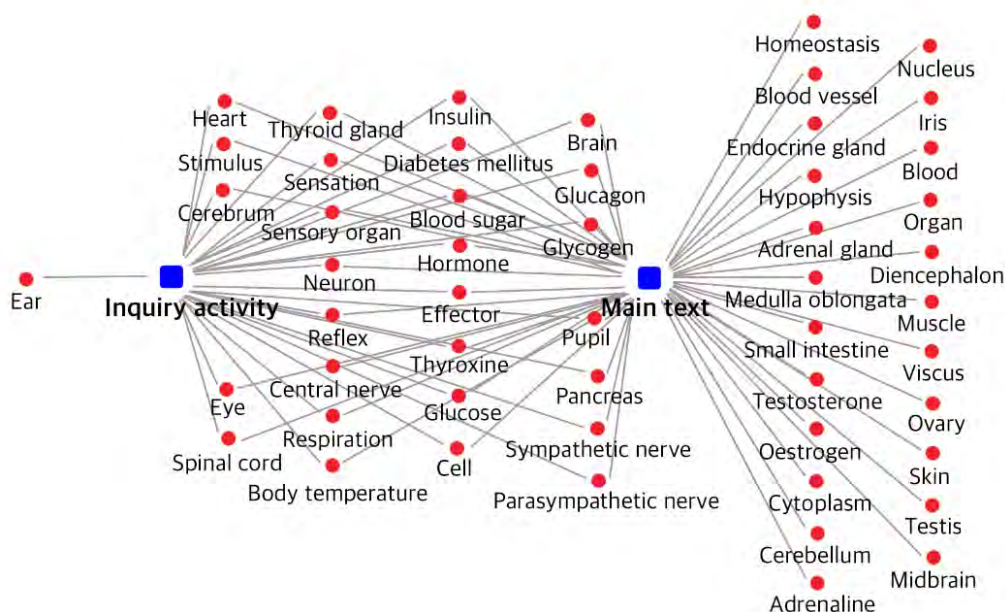 Homeostasis
Nucleus
Blood vessel
Iris
Heart
Thyroid gland
Insulin
Brain
Endocrine gland
Blood
Stimulus
Sensation
Diabetes mellitus
Glucagon
Hypophysis
Organ
Cerebrum
Sensory organ
Blood sugar
Glycogen
Adrenal gland
Diencephalon
Ear
Inquiry activity
Neuron
Hormone
Main text
Medulla oblongata
Muscle
Reflex
Effector
Pupil
Small intestine
Viscus
Eye
Central nerve
Thyroxine
Pancreas
Testosterone
Ovary
Spinal cord
Respiration
Glucose
Sympathetic nerve
Oestrogen
Skin
Body temperature
Cell
Parasympathetic nerve
Cytoplasm
Testis
Cerebellum
Midbrain
Adrenaline